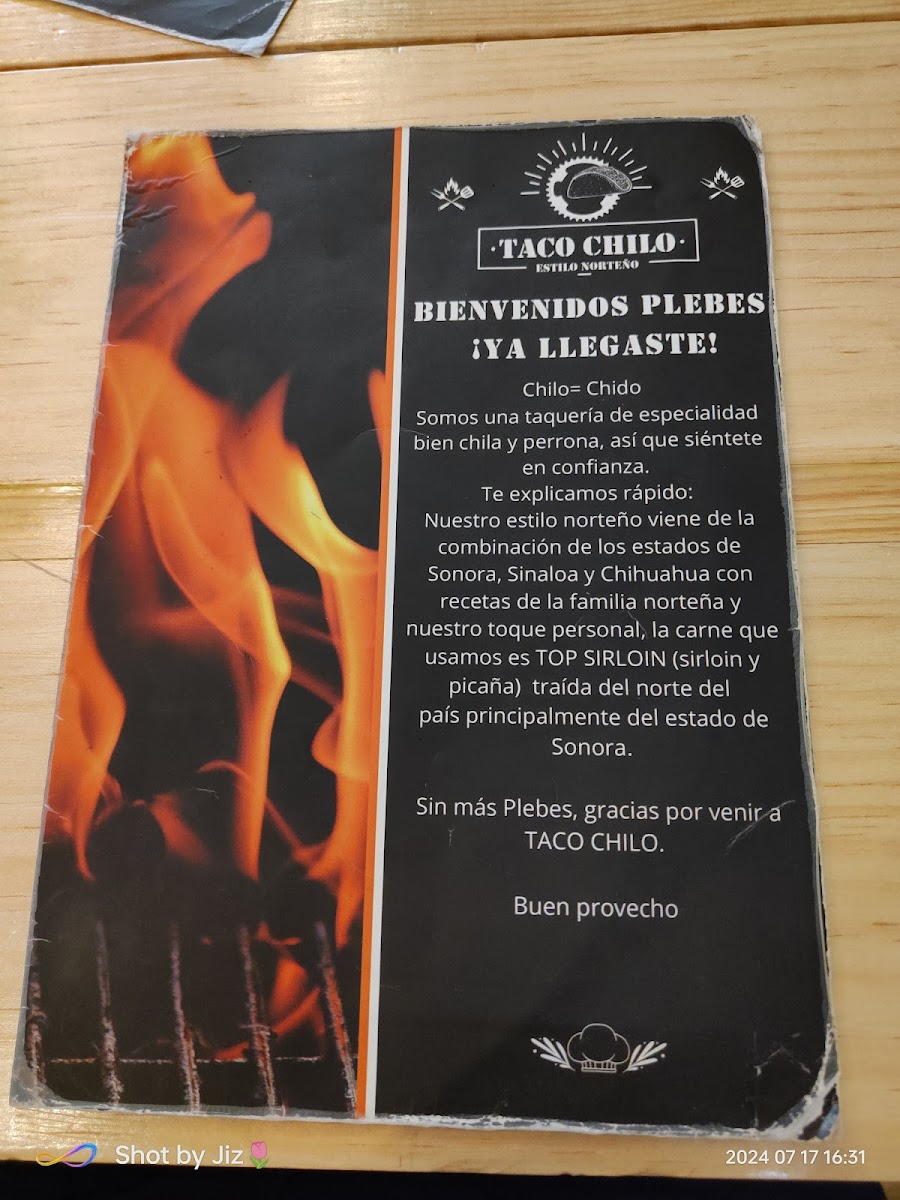 ·TACO CHILO·
ESTILO NORTEÑO
BIENVENIDOS PLEBES
¡YA LLEGASTE!
Chilo= Chido
Somos una taquería de especialidad
bien chila y perrona, así que siéntete
en confianza.
Te explicamos rápido:
Nuestro estilo norteño viene de la
combinación de los estados de
Sonora, Sinaloa y Chihuahua con
recetas de la familia norteña y
nuestro toque personal, la carne que
usamos es TOP SIRLOIN (sirloin y
picaña) traída del norte del
país principalmente del estado de
Sonora.
Sin más Plebes, gracias por venir a
TACO CHILO.
Buen provecho
Shot by Jiz🌷
2024 07 17 16:31